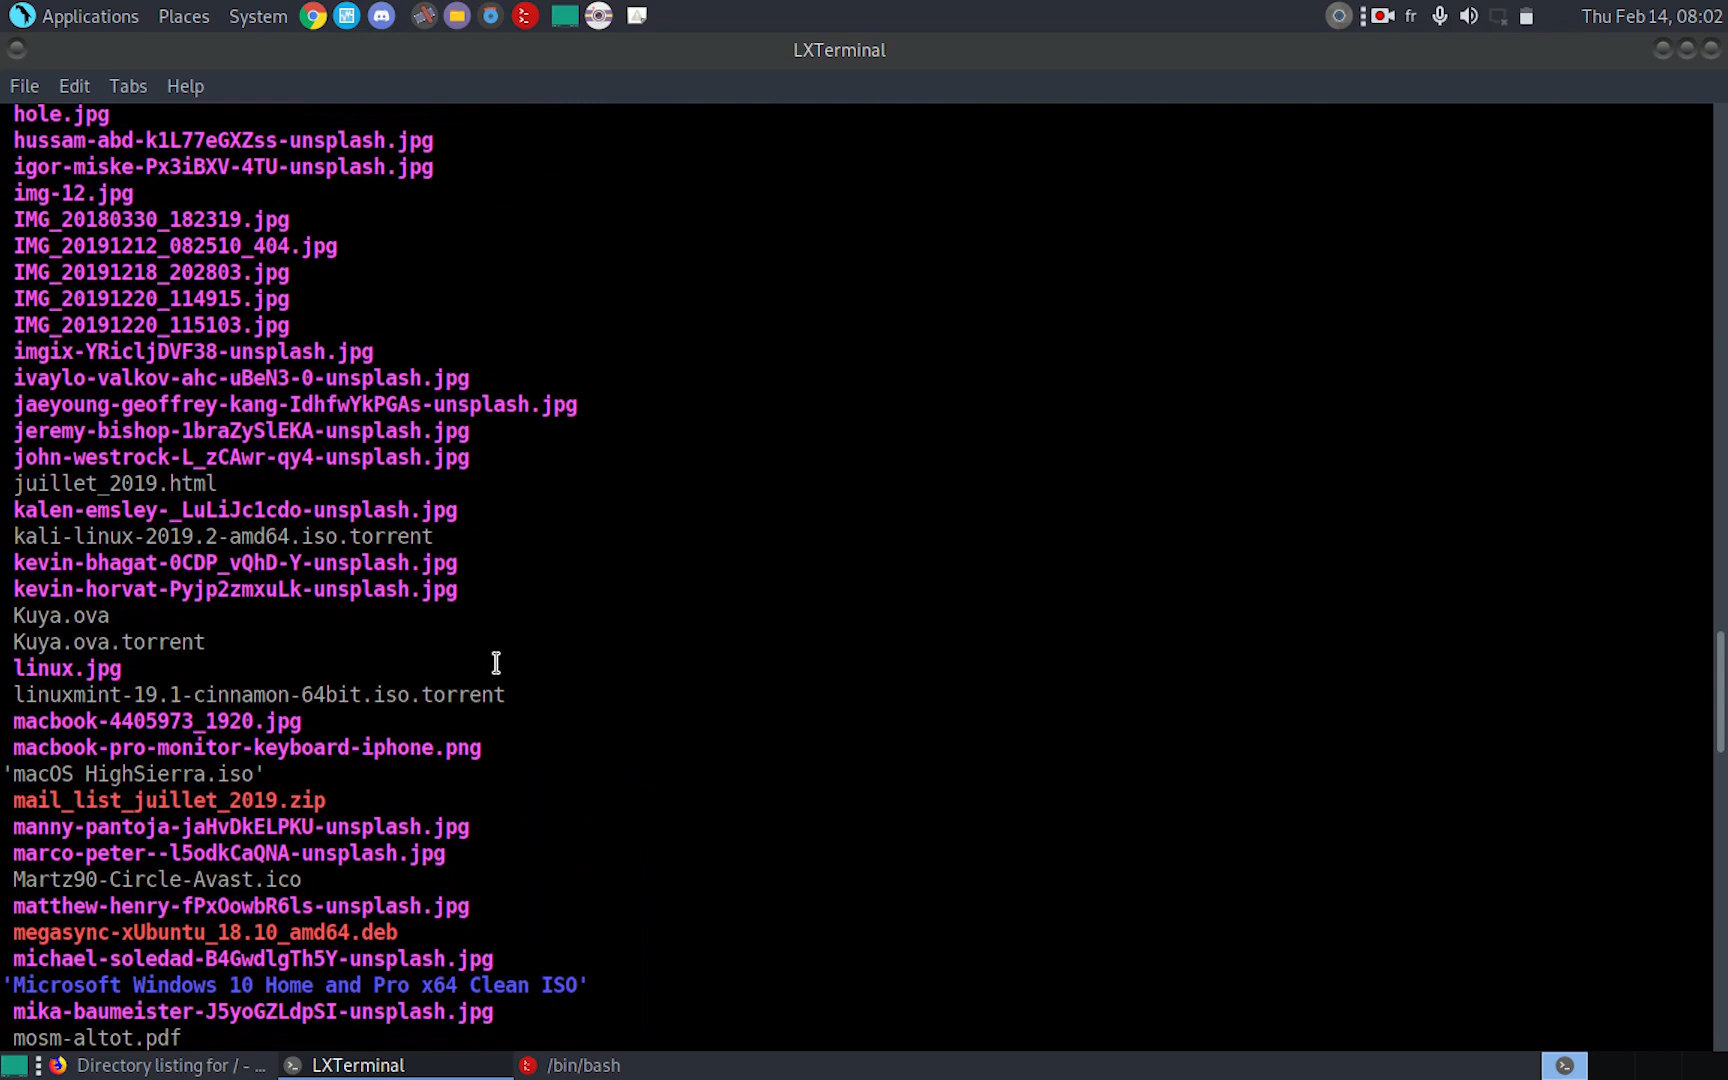 Applications Places System fr Thu Feb 14, 08:02
LXTerminal
File Edit Tabs Help
hole.jpg
hussam-abd-k1L77eGXZss-unsplash.jpg
igor-miske-Px3iBXV-4TU-unsplash.jpg
img-12.jpg
IMG_20180330_182319.jpg
IMG_20191212_082510_404.jpg
IMG_20191218_202803.jpg
IMG_20191220_114915.jpg
IMG_20191220_115103.jpg
imgix-YRicljDVF38-unsplash.jpg
ivaylo-valkov-ahc-uBeN3-0-unsplash.jpg
jaeyoung-geoffrey-kang-IdhfwYkPGAs-unsplash.jpg
jeremy-bishop-1braZySlEKA-unsplash.jpg
john-westrock-L_zCAwr-qy4-unsplash.jpg
juillet_2019.html
kalen-emsley-_LuLiJc1cdo-unsplash.jpg
kali-linux-2019.2-amd64.iso.torrent
kevin-bhagat-0CDP_vQhD-Y-unsplash.jpg
kevin-horvat-Pyjp2zmxuLk-unsplash.jpg
Kuya.ova
Kuya.ova.torrent
linux.jpg
linuxmint-19.1-cinnamon-64bit.iso.torrent
macbook-4405973_1920.jpg
macbook-pro-monitor-keyboard-iphone.png
'macOS HighSierra.iso'
mail_list_juillet_2019.zip
manny-pantoja-jaHvDkELPKU-unsplash.jpg
marco-peter--l5odkCaQNA-unsplash.jpg
Martz90-Circle-Avast.ico
matthew-henry-fPxOowbR6ls-unsplash.jpg
megasync-xUbuntu_18.10_amd64.deb
michael-soledad-B4GwdlgTh5Y-unsplash.jpg
'Microsoft Windows 10 Home and Pro x64 Clean ISO'
mika-baumeister-J5yoGZLdpSI-unsplash.jpg
mosm-altot.pdf
Directory listing for / - ... LXTerminal /bin/bash